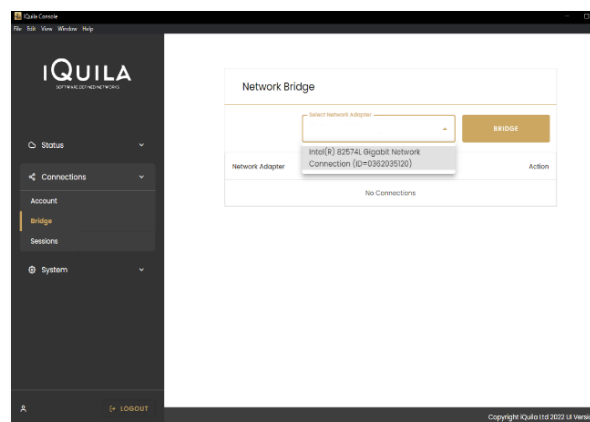 iQuila Console
File Edit View Window Help
IQUILA
SOFTWARE DEFINED NETWORKS
Network Bridge
Select Network Adapter
BRIDGE
Status
Intel(R) 82574L Gigabit Network
Connection (ID=0362035120)
Network Adapter
Action
Connections
No Connections
Account
Bridge
Sessions
System
LOGOUT
Copyright iQuila Ltd 2022 UI Versi